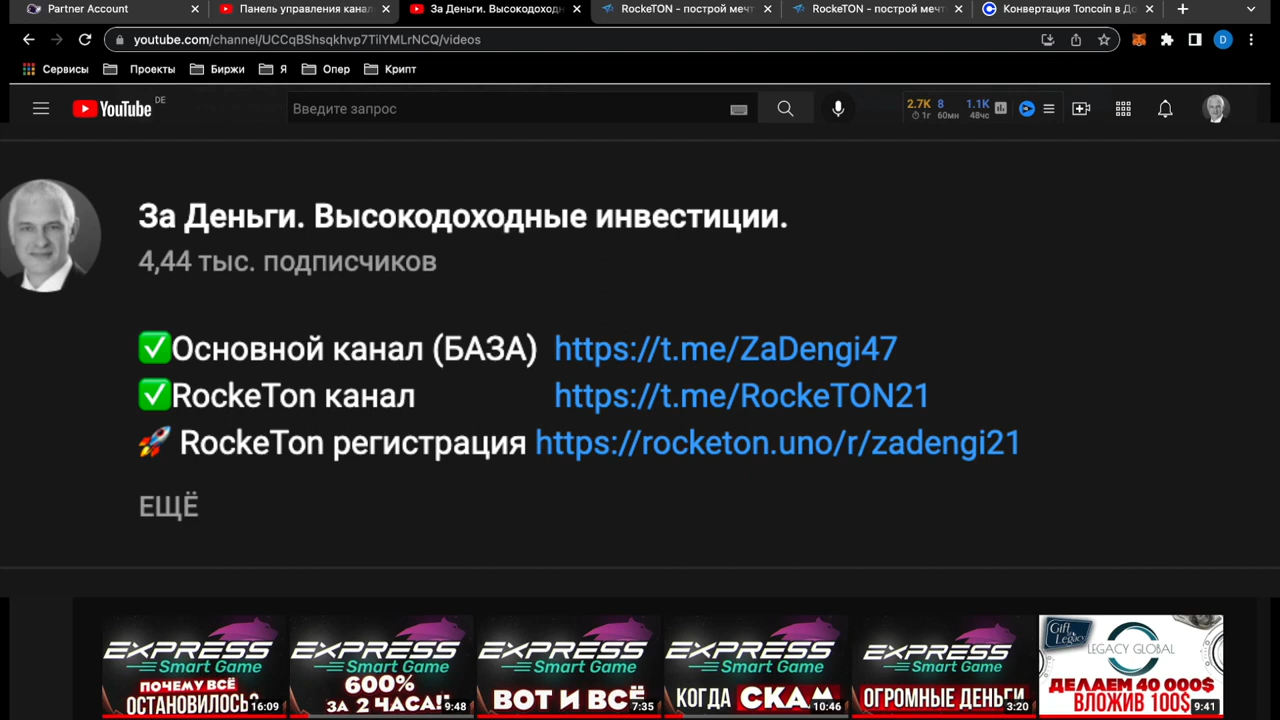 Partner Account
Панель управления канал
За Деньги. Высокодоходн
RockeTON - построй мечт
RockeTON - построй мечт
Конвертация Toncoin в До
youtube.com/channel/UCCqBShsqkhvp7TilYMLrNCQ/videos
D
Сервисы Проекты Биржи Я Опер Крипт
YouTube DE
Введите запрос
2.7K 8 1.1K
1г 60мн 48чс
За Деньги. Высокодоходные инвестиции.
4,44 тыс. подписчиков
✅Основной канал (БАЗА) https://t.me/ZaDengi47
✅RockeTon канал https://t.me/RockeTON21
🚀 RockeTon регистрация https://rocketon.uno/r/zadengi21
ЕЩЁ
EXPRESS
Smart Game
ПОЧЕМУ ВСЁ
ОСТАНОВИЛОСЬ?
16:09
EXPRESS
Smart Game
600%
ЗА 2 ЧАСА!
9:48
EXPRESS
Smart Game
ВОТ И ВСЁ
7:35
EXPRESS
Smart Game
КОГДА СКАМ
10:46
EXPRESS
Smart Game
ОГРОМНЫЕ ДЕНЬГИ
3:20
Gift of Legacy
LEGACY GLOBAL
ДЕЛАЕМ 40 000$
ВЛОЖИВ 100$
9:41